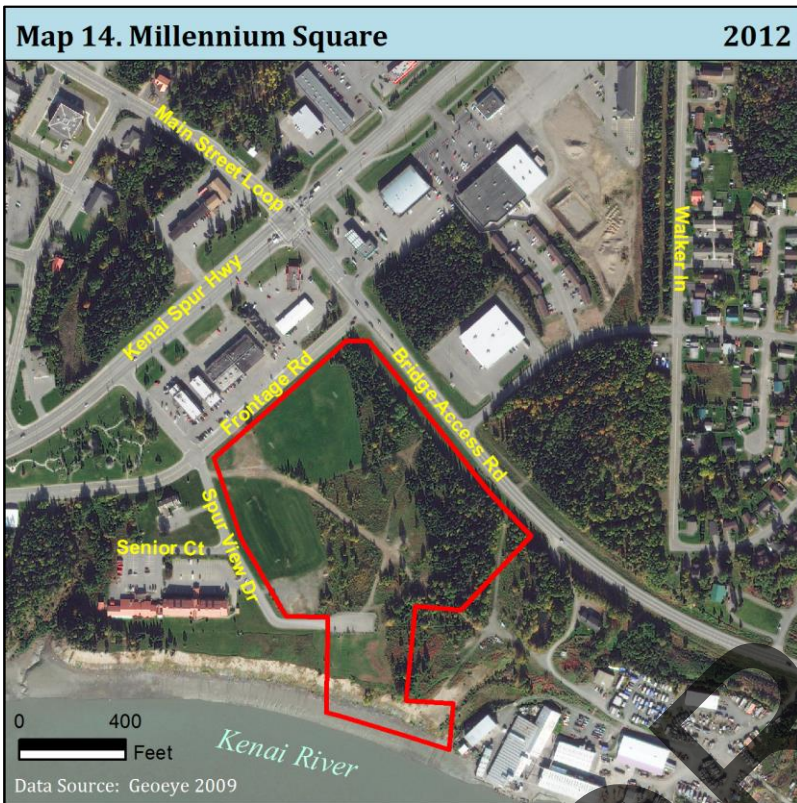 Map 14. Millennium Square 2012
Main Street Loop
Kenai Spur Hwy
Walker ln
Frontage Rd
Bridge Access Rd
Spur View Dr
Senior Ct
0 400
Feet
Kenai River
Data Source: Geoeye 2009